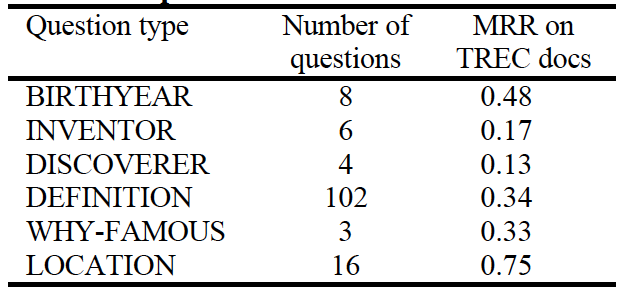 Question type Number of questions MRR on TREC docs
BIRTHYEAR 8 0.48
INVENTOR 6 0.17
DISCOVERER 4 0.13
DEFINITION 102 0.34
WHY-FAMOUS 3 0.33
LOCATION 16 0.75